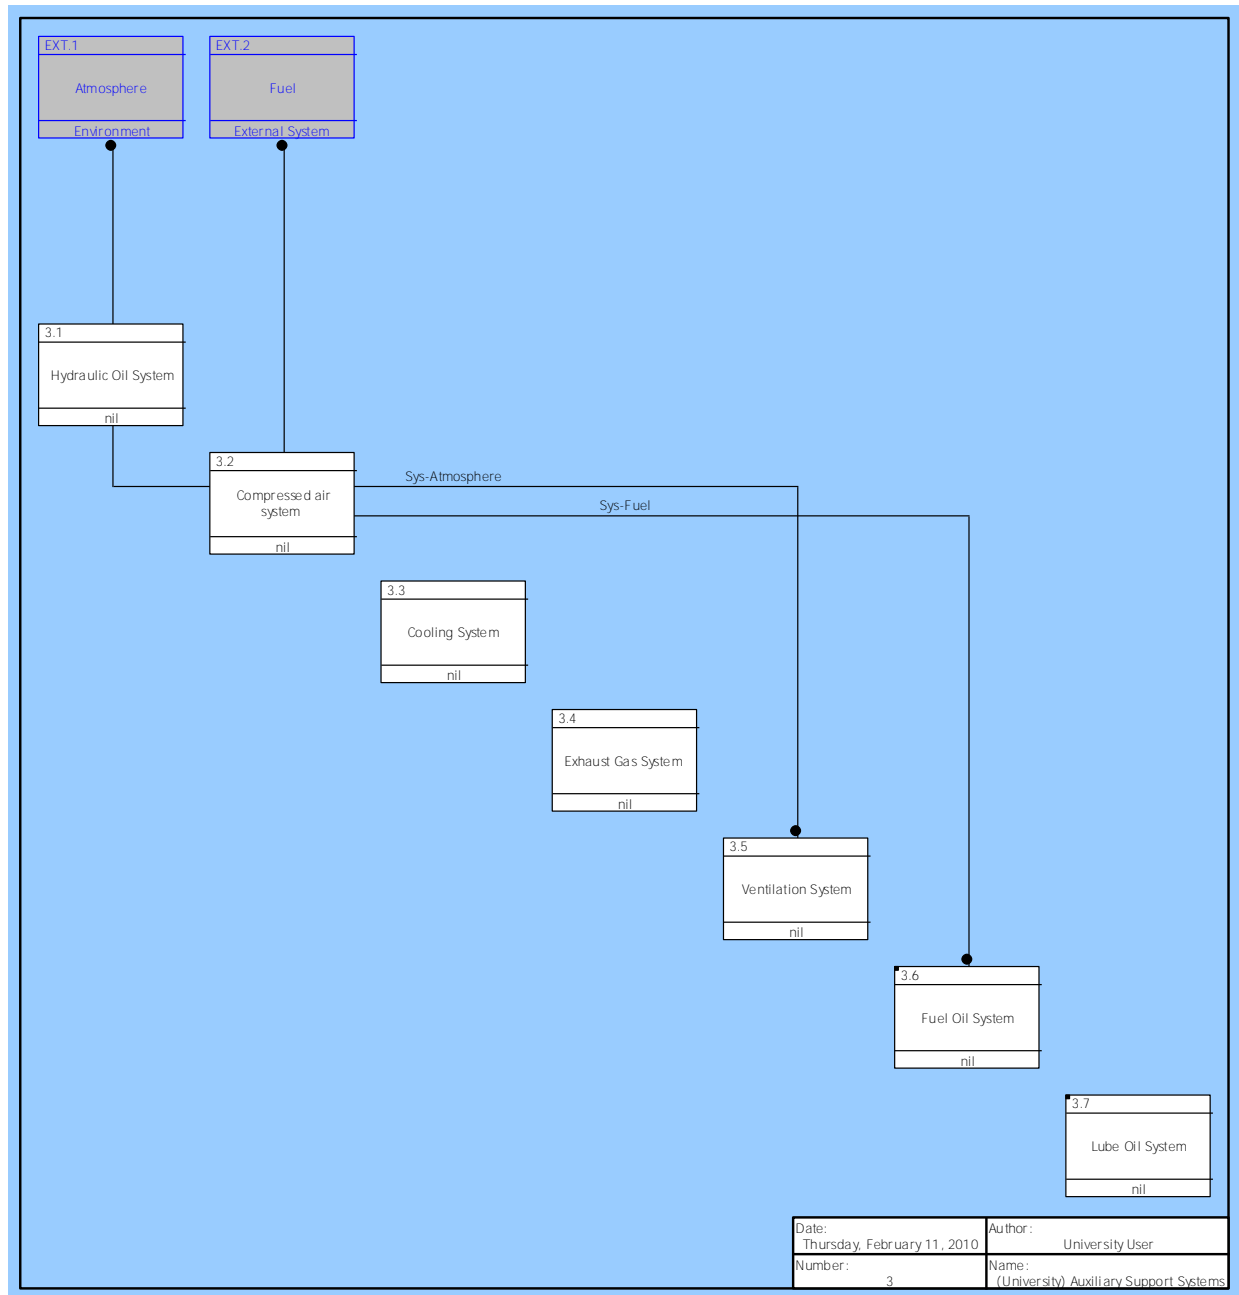 EXT.1
Atmosphere
Environment
EXT.2
Fuel
External System
3.1
Hydraulic Oil System
nil
3.2
Compressed air
system
nil
Sys-Atmosphere
Sys-Fuel
3.3
Cooling System
nil
3.4
Exhaust Gas System
nil
3.5
Ventilation System
nil
3.6
Fuel Oil System
nil
3.7
Lube Oil System
nil
Date:
Thursday, February 11, 2010
Author:
University User
Number:
3
Name:
(University) Auxiliary Support Systems